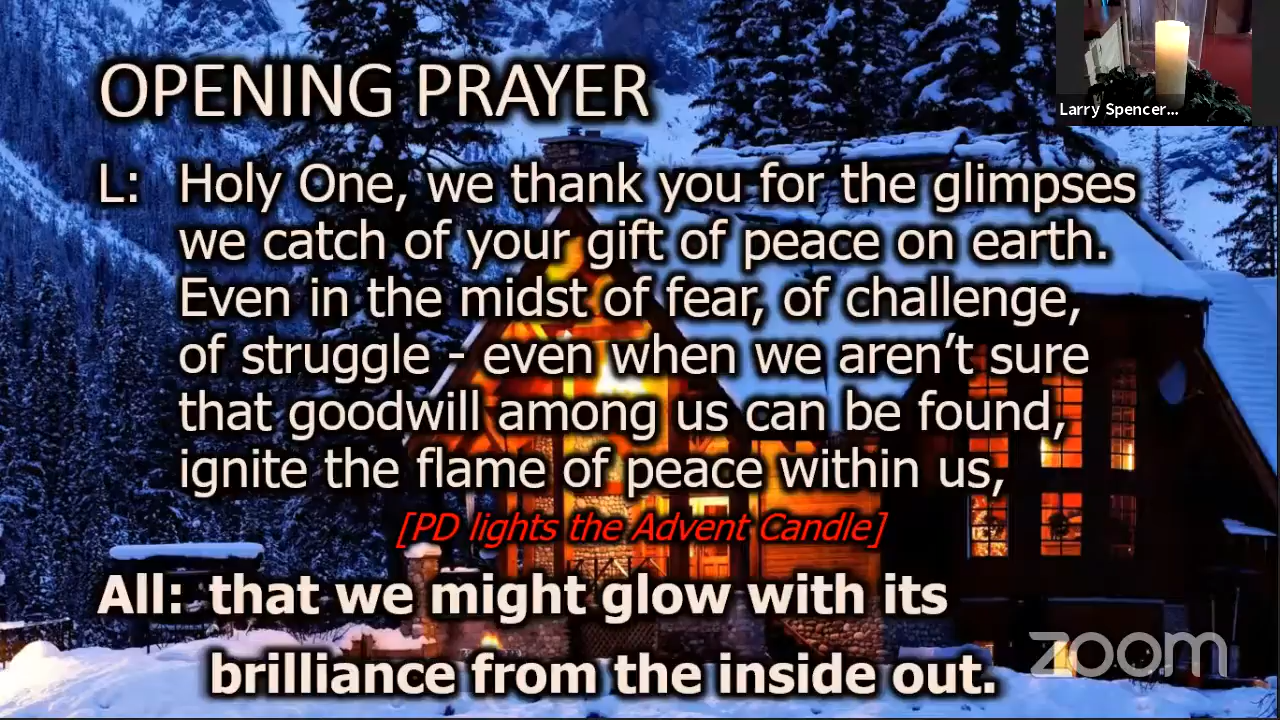 OPENING PRAYER
Larry Spencer...
L: Holy One, we thank you for the glimpses
we catch of your gift of peace on earth.
Even in the midst of fear, of challenge,
of struggle - even when we aren't sure
that goodwill among us can be found,
ignite the flame of peace within us,
[PD lights the Advent Candle]
All: that we might glow with its
brilliance from the inside out.
zoom